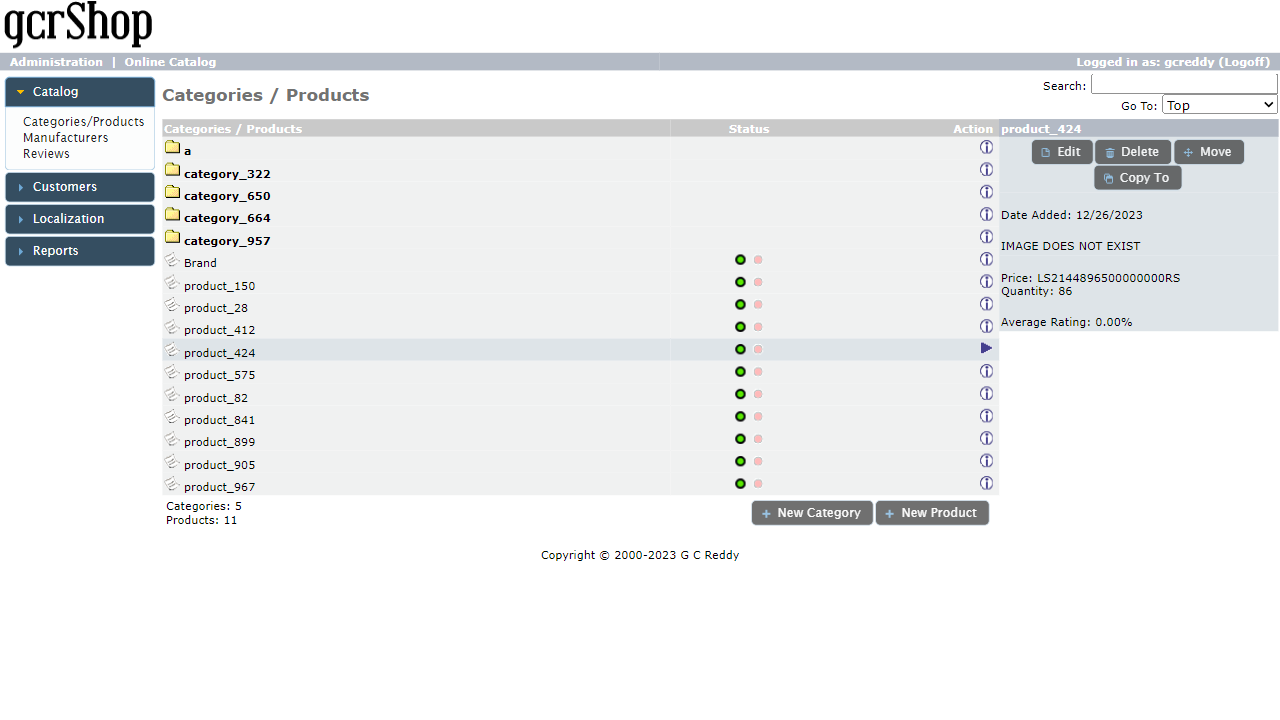 gcrShop
Administration | Online Catalog
Logged in as: gcreddy (Logoff)
Catalog
Categories/Products
Manufacturers
Reviews
Customers
Localization
Reports
Categories / Products
Search:
Go To: Top
Categories / Products Status Action
a
category_322
category_650
category_664
category_957
Brand
product_150
product_28
product_412
product_424
product_575
product_82
product_841
product_899
product_905
product_967
Categories: 5
Products: 11
New Category New Product
product_424
Edit Delete Move
Copy To
Date Added: 12/26/2023
IMAGE DOES NOT EXIST
Price: LS2144896500000000RS
Quantity: 86
Average Rating: 0.00%
Copyright © 2000-2023 G C Reddy